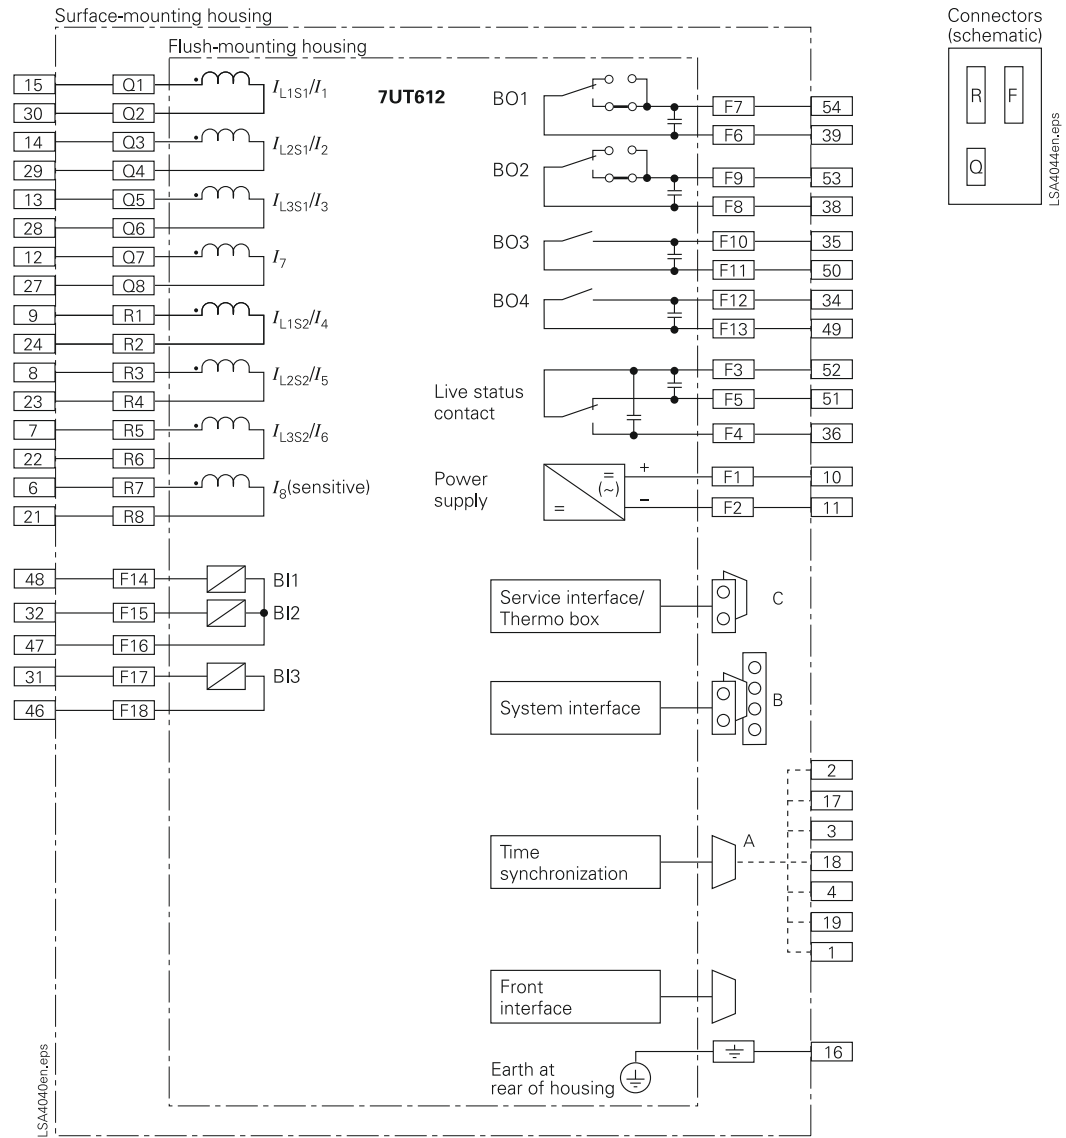 Surface-mounting housing
Flush-mounting housing
Connectors
(schematic)
R F
Q
LSA4044en.eps
7UT612
15 Q1 I_L1S1/I_1
30 Q2
14 Q3 I_L2S1/I_2
29 Q4
13 Q5 I_L3S1/I_3
28 Q6
12 Q7 I_7
27 Q8
9 R1 I_L1S2/I_4
24 R2
8 R3 I_L2S2/I_5
23 R4
7 R5 I_L3S2/I_6
22 R6
6 R7 I_8(sensitive)
21 R8
48 F14 BI1
32 F15 BI2
47 F16
31 F17 BI3
46 F18
BO1 F7 54
F6 39
BO2 F9 53
F8 38
BO3 F10 35
F11 50
BO4 F12 34
F13 49
Live status
contact
F3 52
F5 51
F4 36
Power
supply
= (~)
=
+ F1 10
– F2 11
Service interface/
Thermo box
C
System interface
B
Time
synchronization
A
2
17
3
18
4
19
1
Front
interface
Earth at
rear of housing
16
LSA4040en.eps